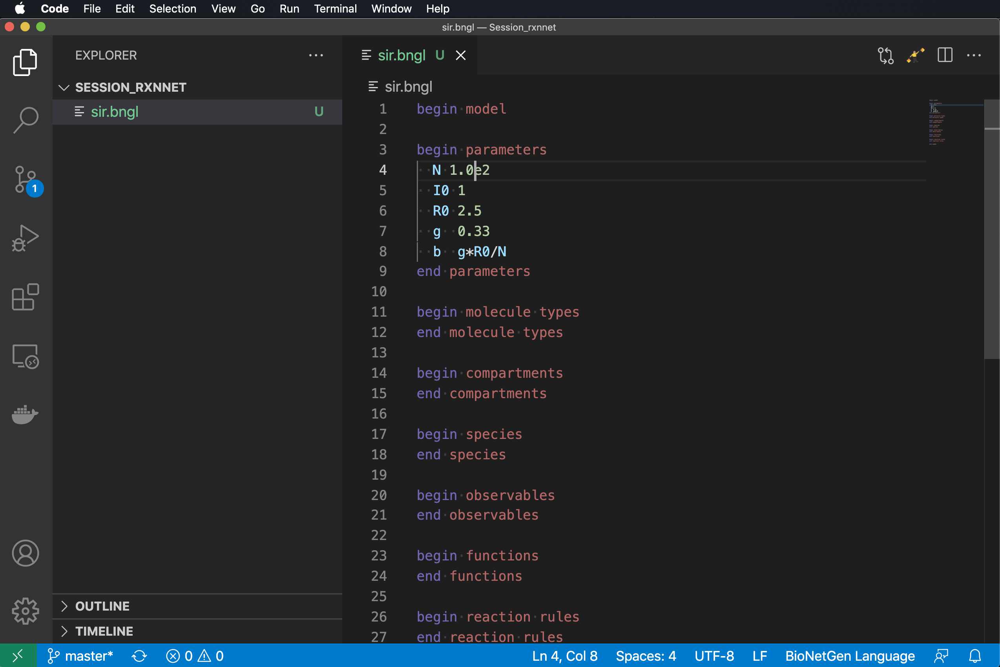 Code File Edit Selection View Go Run Terminal Window Help
sir.bngl — Session_rxnnet
EXPLORER
SESSION_RXNNET
sir.bngl U
1
OUTLINE
TIMELINE
sir.bngl U
sir.bngl
1 begin model
2
3 begin parameters
4 N 1.0e2
5 I0 1
6 R0 2.5
7 g 0.33
8 b g*R0/N
9 end parameters
10
11 begin molecule types
12 end molecule types
13
14 begin compartments
15 end compartments
16
17 begin species
18 end species
19
20 begin observables
21 end observables
22
23 begin functions
24 end functions
25
26 begin reaction rules
27 end reaction rules
master* 0 0 Ln 4, Col 8 Spaces: 4 UTF-8 LF BioNetGen Language